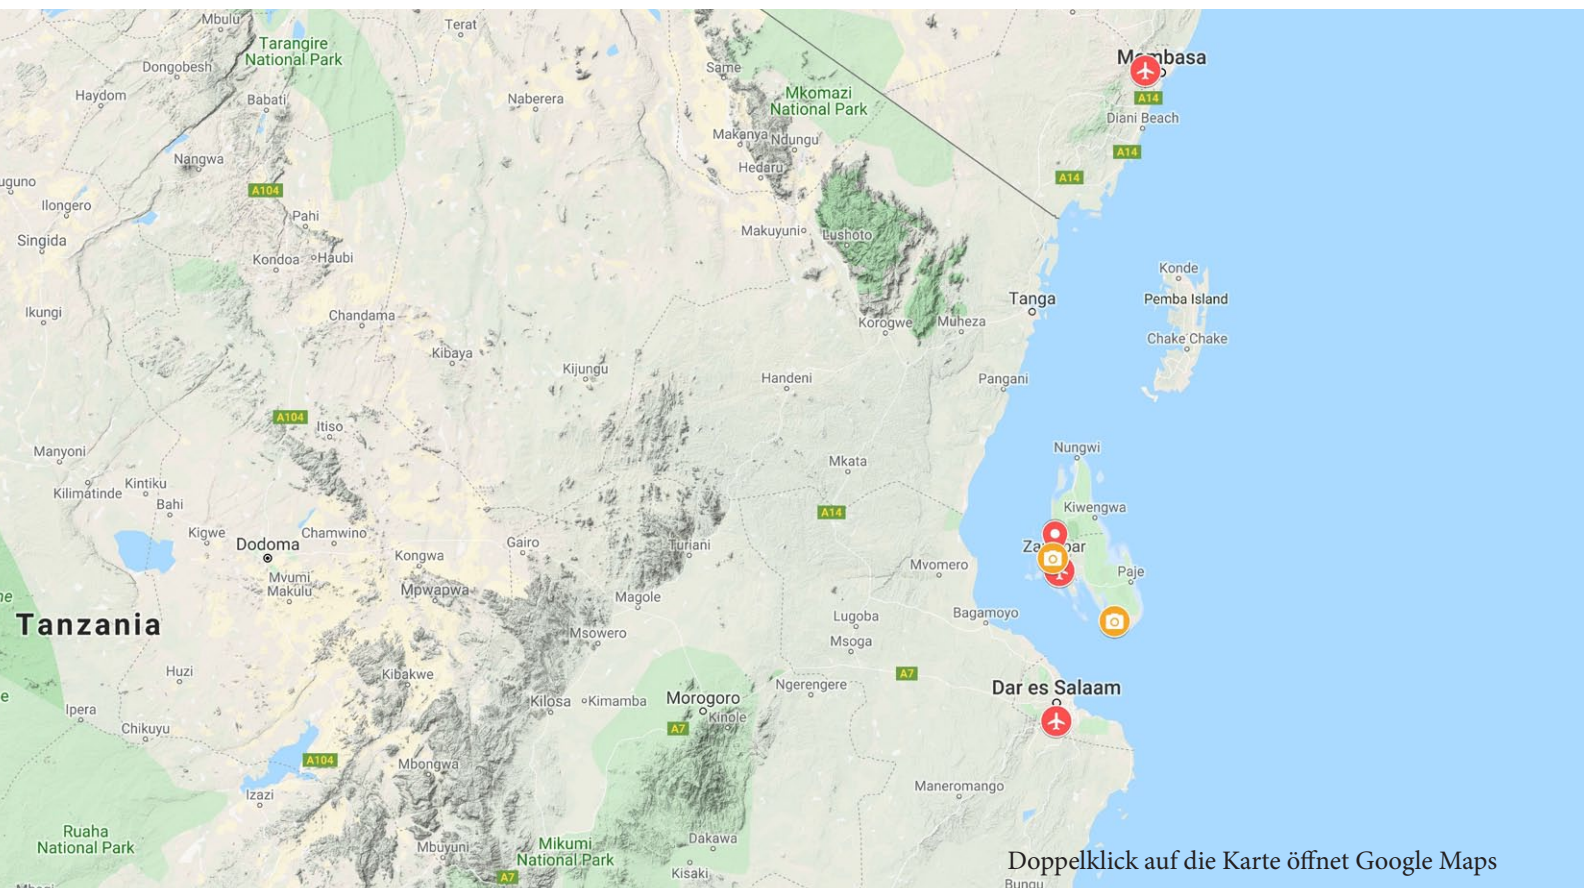 Mbulu
Terat
Tarangire
National Park
Dongobesh
Haydom
Babati
Naberera
Same
Mkomazi
National Park
Mombasa
A14
Diani Beach
A14
Makanya
Ndungu
Hedaru
Nangwa
A104
A14
uguno
Ilongero
Pahi
Singida
Makuyuni
Lushoto
Kondoa
Haubi
Konde
Ikungi
Chandama
Tanga
Pemba Island
Korogwe
Muheza
Chake Chake
Kibaya
Kijungu
Handeni
Pangani
A104
Itiso
Manyoni
Nungwi
Mkata
Kilimatinde
Kintiku
Bahi
A14
Kiwengwa
Kigwe
Chamwino
Dodoma
Kongwa
Gairo
Turiani
Mvomero
Paje
Mvumi
Makulu
Mpwapwa
Magole
Tanzania
Msowero
Lugoba
Bagamoyo
Msoga
Huzi
Kibakwe
A7
Ngerengere
Dar es Salaam
Ipera
Chikuyu
Kilosa
Kimamba
Morogoro
Kinole
A7
A104
Mbongwa
Izazi
Maneromango
Ruaha
National Park
Mbuyuni
Mikumi
National Park
Dakawa
Kisaki
A7
Doppelklick auf die Karte öffnet Google Maps
Bungu